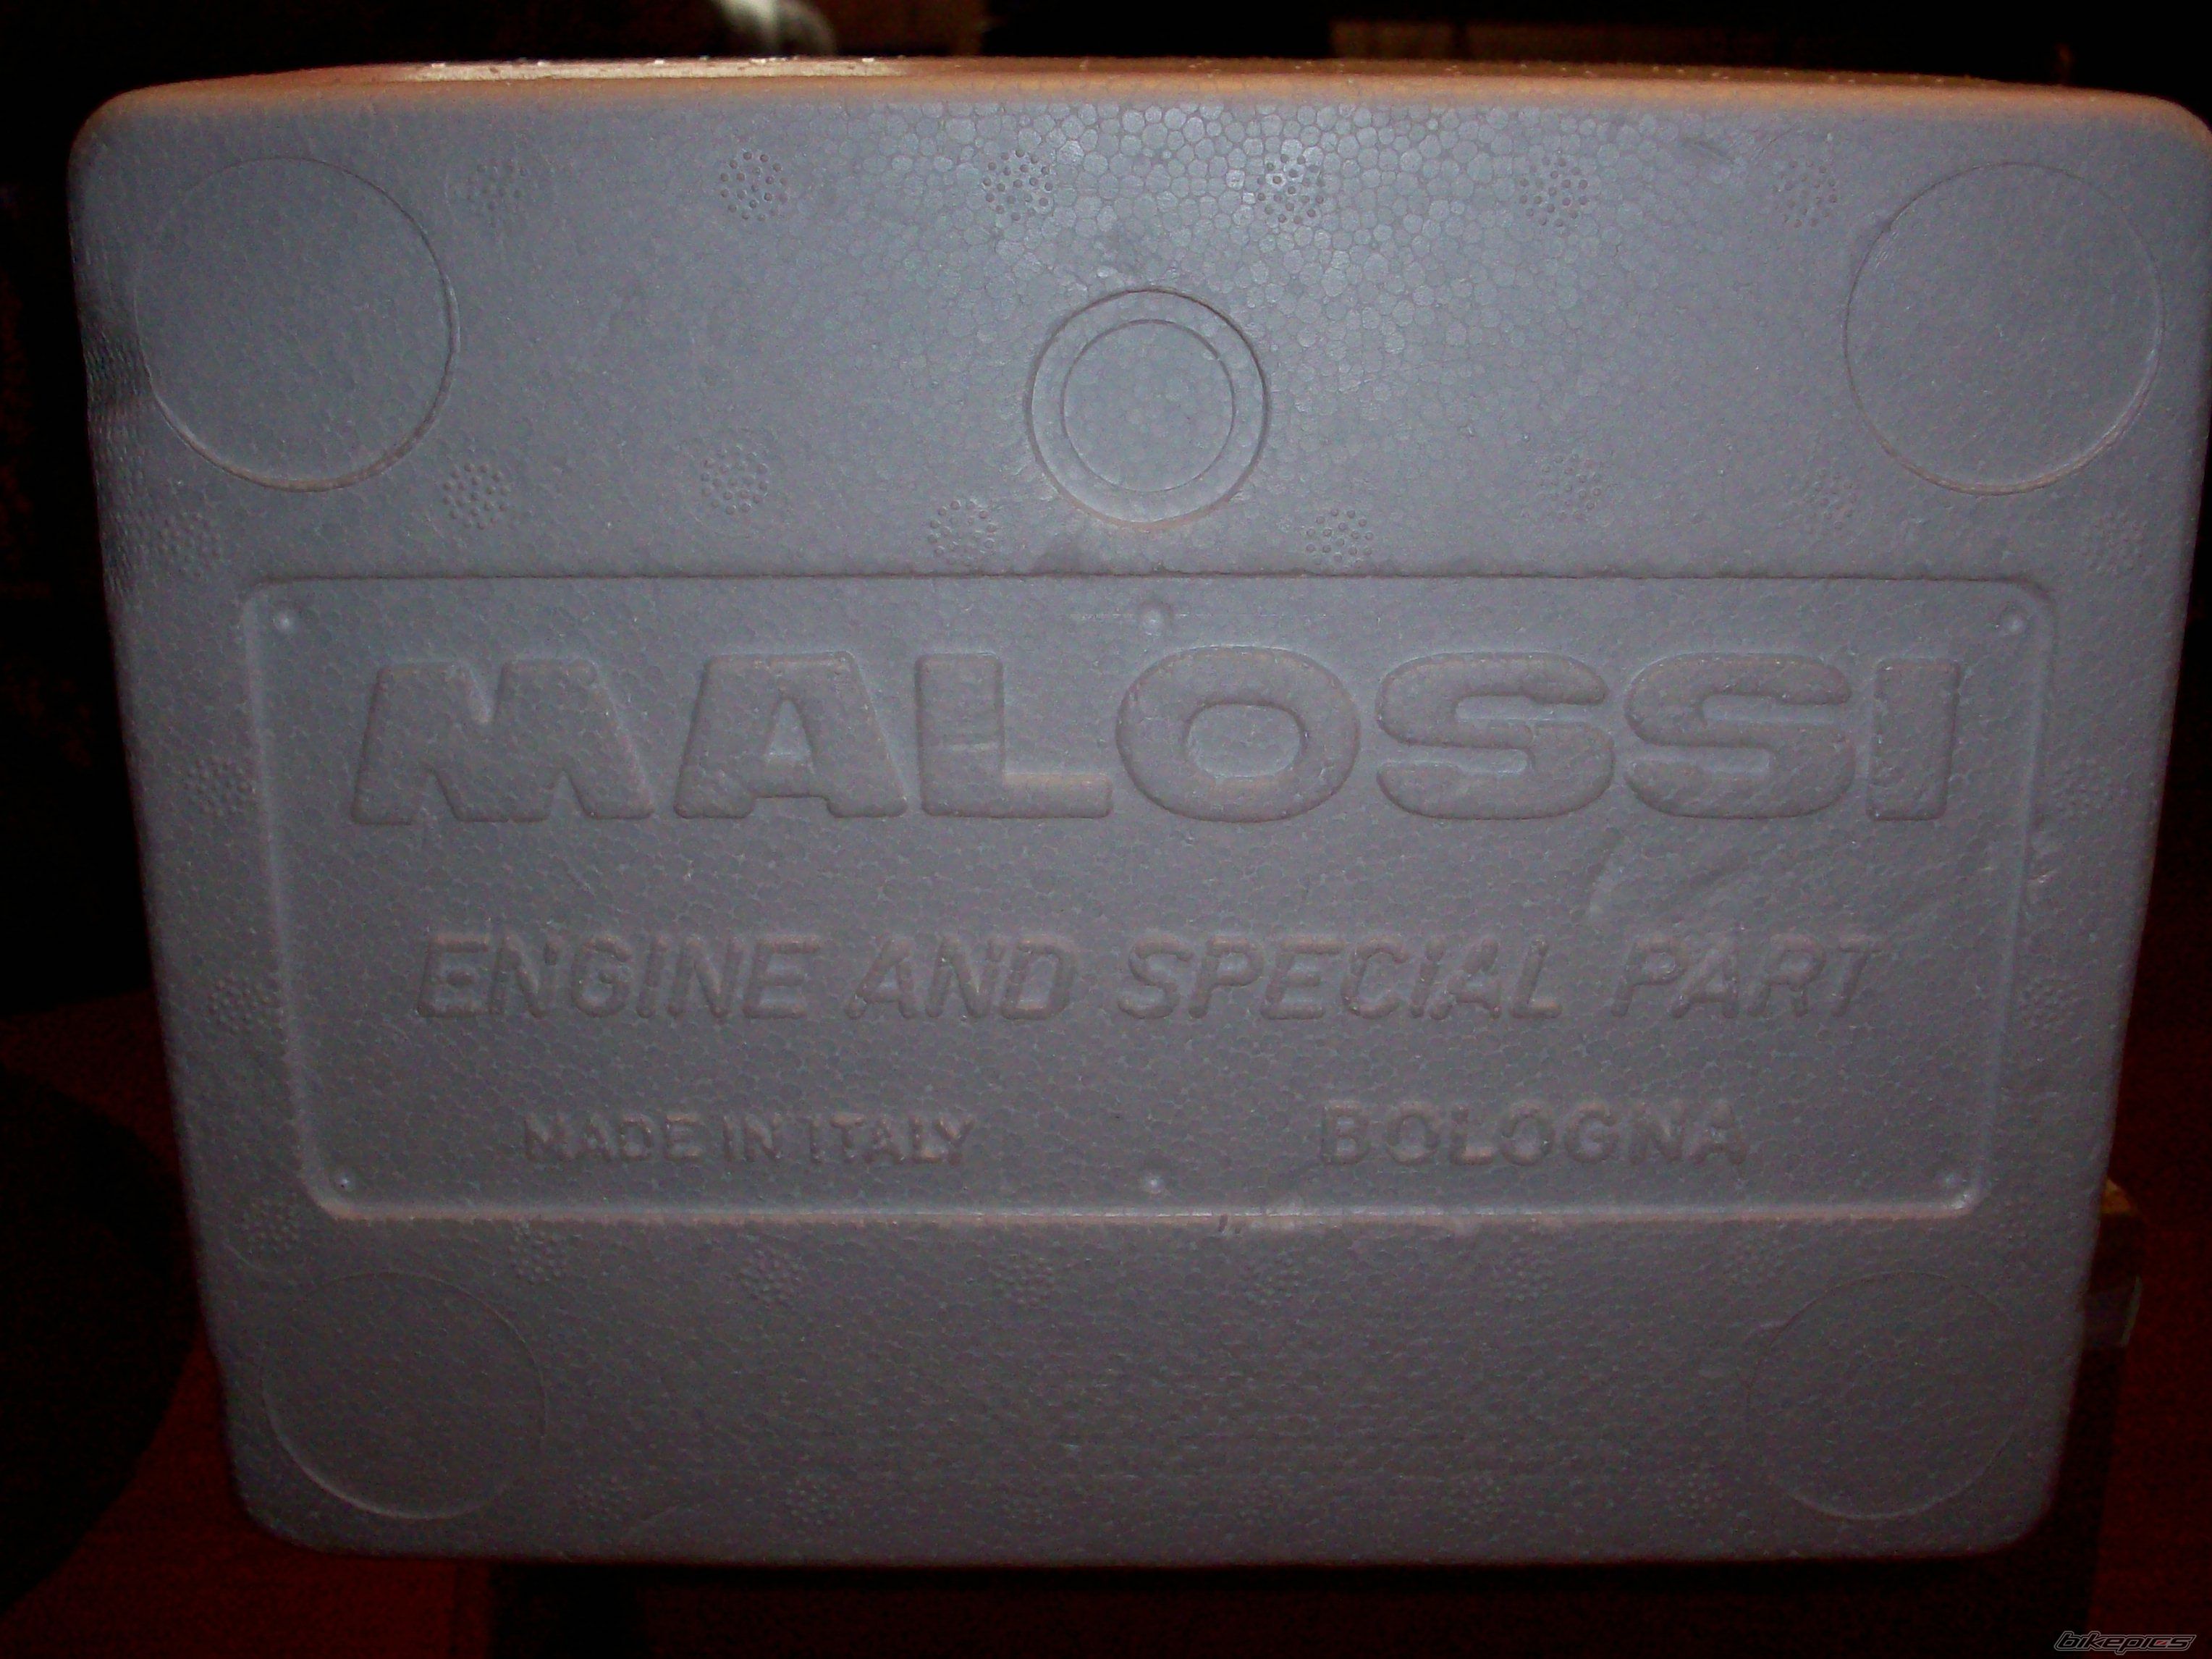 MALOSSI
ENGINE AND SPECIAL PART
MADE IN ITALY BOLOGNA
bikepics